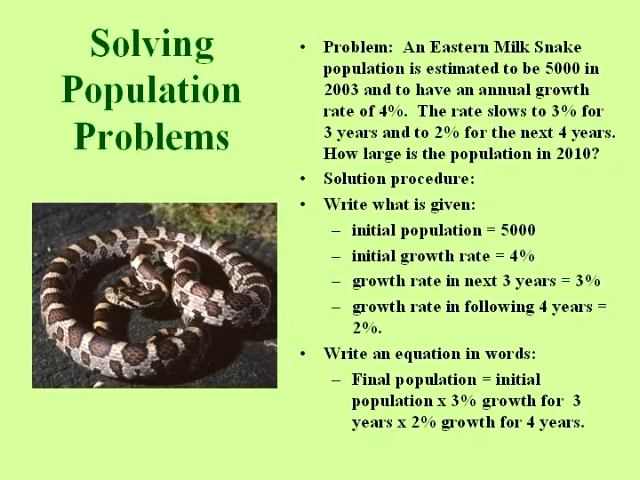 Solving
Population
Problems
• Problem: An Eastern Milk Snake
population is estimated to be 5000 in
2003 and to have an annual growth
rate of 4%. The rate slows to 3% for
3 years and to 2% for the next 4 years.
How large is the population in 2010?
• Solution procedure:
• Write what is given:
– initial population = 5000
– initial growth rate = 4%
– growth rate in next 3 years = 3%
– growth rate in following 4 years =
2%.
• Write an equation in words:
– Final population = initial
population x 3% growth for 3
years x 2% growth for 4 years.